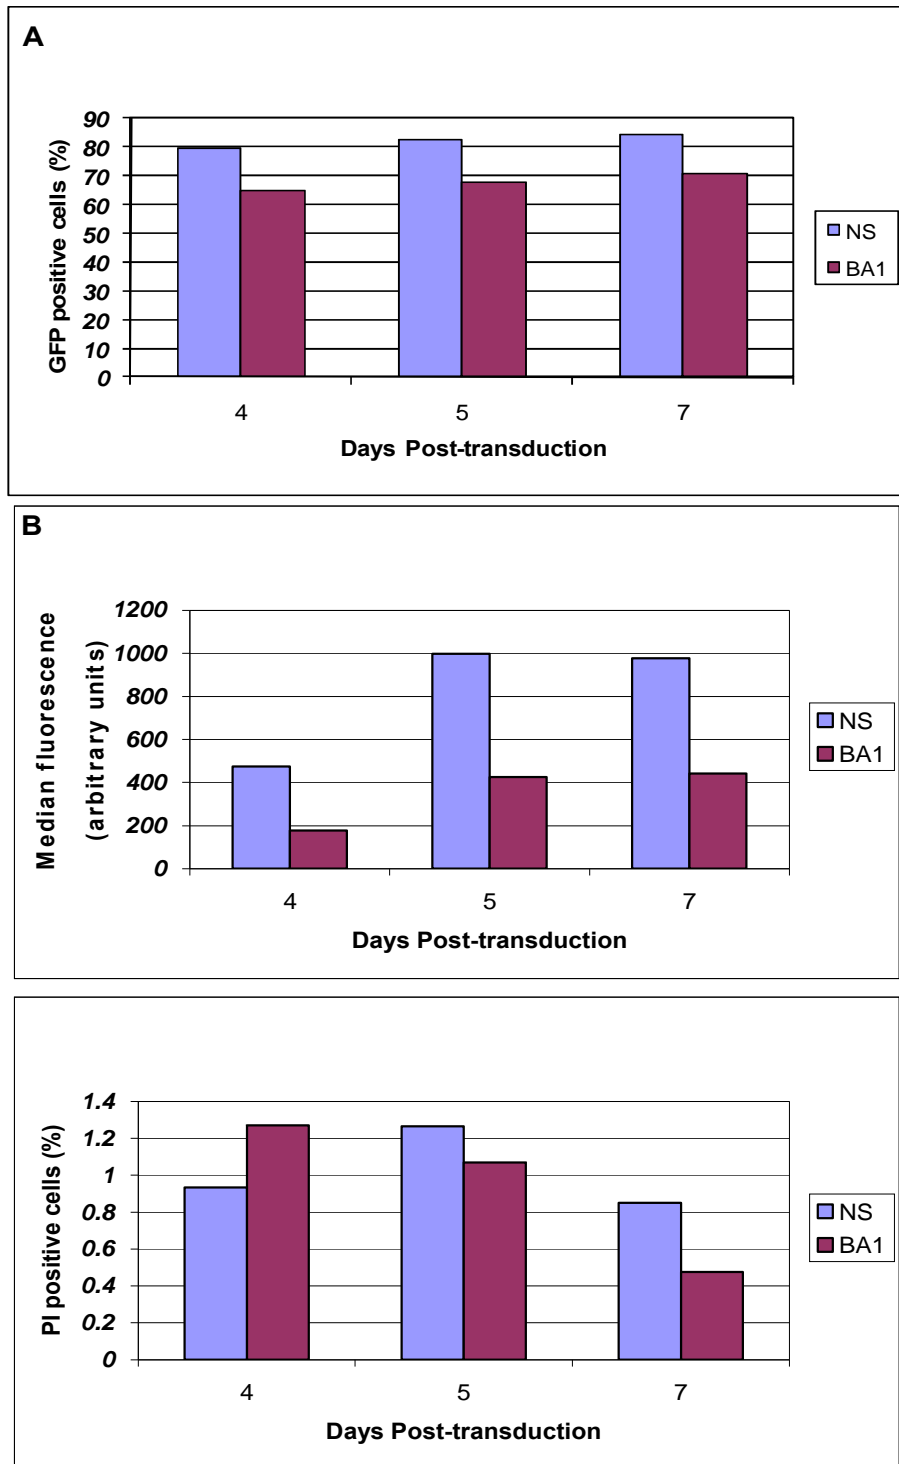 A
90
80
70
60
50
40
30
20
10
0
GFP positive cells (%)
4 5 7
Days Post-transduction
NS
BA1
B
1200
1000
800
600
400
200
0
Median fluorescence
(arbitrary units)
4 5 7
Days Post-transduction
NS
BA1
1.4
1.2
1
0.8
0.6
0.4
0.2
0
PI positive cells (%)
4 5 7
Days Post-transduction
NS
BA1